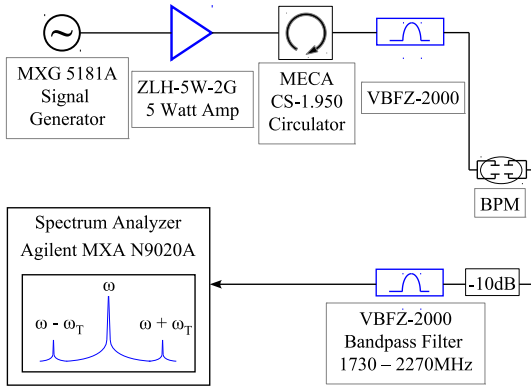 MXG 5181A
Signal
Generator
ZLH-5W-2G
5 Watt Amp
MECA
CS-1.950
Circulator
VBFZ-2000
BPM
Spectrum Analyzer
Agilent MXA N9020A
ω
ω - ωT
ω + ωT
-10dB
VBFZ-2000
Bandpass Filter
1730 – 2270MHz